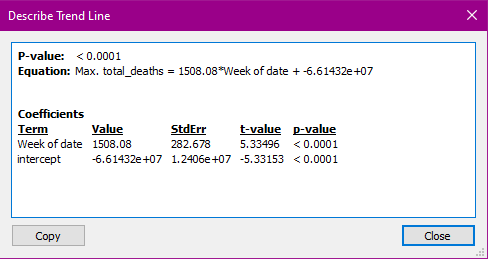 Describe Trend Line
P-value: < 0.0001
Equation: Max. total_deaths = 1508.08*Week of date + -6.61432e+07
Coefficients
Term Value StdErr t-value p-value
Week of date 1508.08 282.678 5.33496 < 0.0001
intercept -6.61432e+07 1.2406e+07 -5.33153 < 0.0001
Copy Close